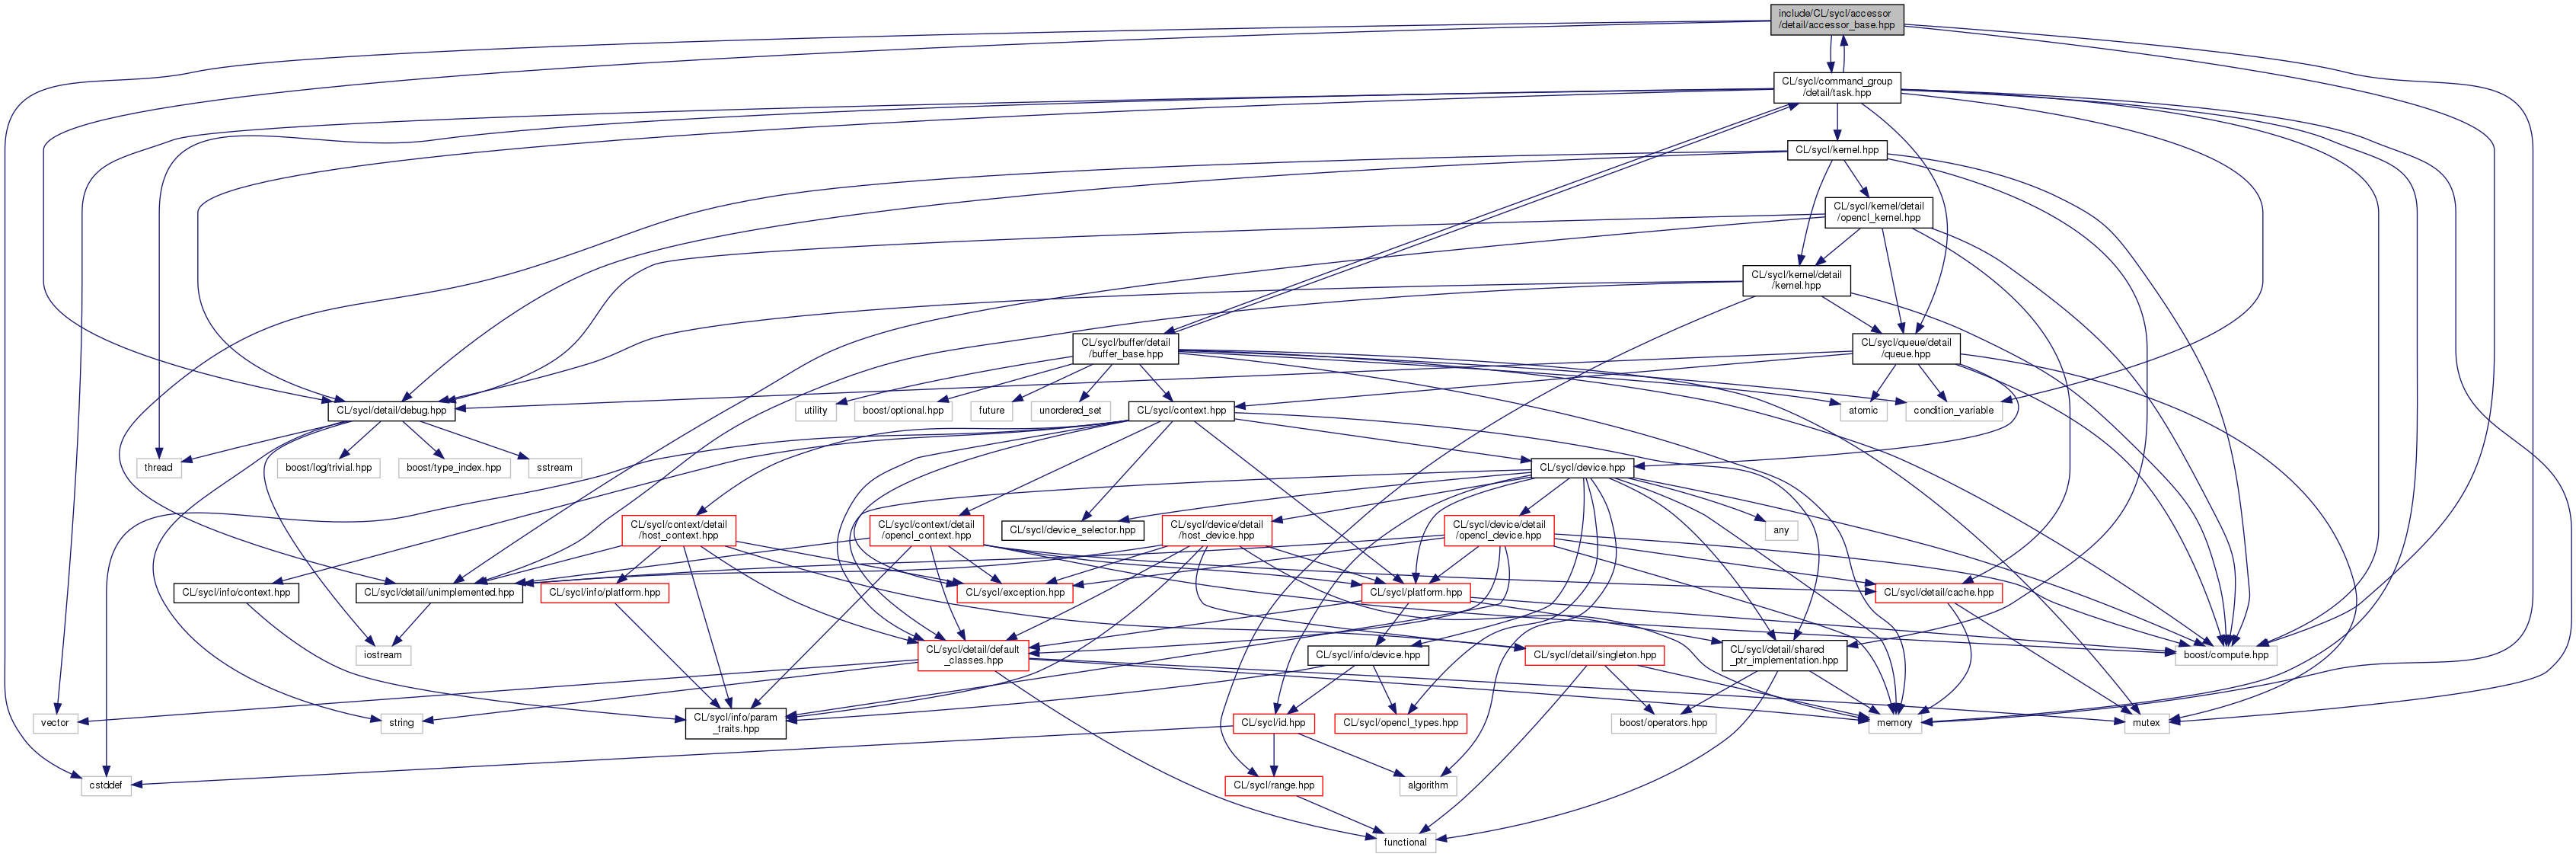 include/CL/sycl/accessor
/detail/accessor_base.hpp
CL/sycl/command_group
/detail/task.hpp
CL/sycl/kernel.hpp
CL/sycl/kernel/detail
/opencl_kernel.hpp
CL/sycl/kernel/detail
/kernel.hpp
CL/sycl/buffer/detail
/buffer_base.hpp
CL/sycl/queue/detail
/queue.hpp
CL/sycl/detail/debug.hpp
utility
boost/optional.hpp
future
unordered_set
CL/sycl/context.hpp
atomic
condition_variable
thread
boost/log/trivial.hpp
boost/type_index.hpp
sstream
CL/sycl/device.hpp
CL/sycl/context/detail
/host_context.hpp
CL/sycl/context/detail
/opencl_context.hpp
CL/sycl/device_selector.hpp
CL/sycl/device/detail
/host_device.hpp
CL/sycl/device/detail
/opencl_device.hpp
any
CL/sycl/info/context.hpp
CL/sycl/detail/unimplemented.hpp
CL/sycl/info/platform.hpp
CL/sycl/exception.hpp
CL/sycl/platform.hpp
CL/sycl/detail/cache.hpp
iostream
CL/sycl/detail/default
_classes.hpp
CL/sycl/info/device.hpp
CL/sycl/detail/singleton.hpp
CL/sycl/detail/shared
_ptr_implementation.hpp
boost/compute.hpp
vector
string
CL/sycl/info/param
_traits.hpp
CL/sycl/id.hpp
CL/sycl/opencl_types.hpp
boost/operators.hpp
memory
mutex
cstddef
CL/sycl/range.hpp
algorithm
functional